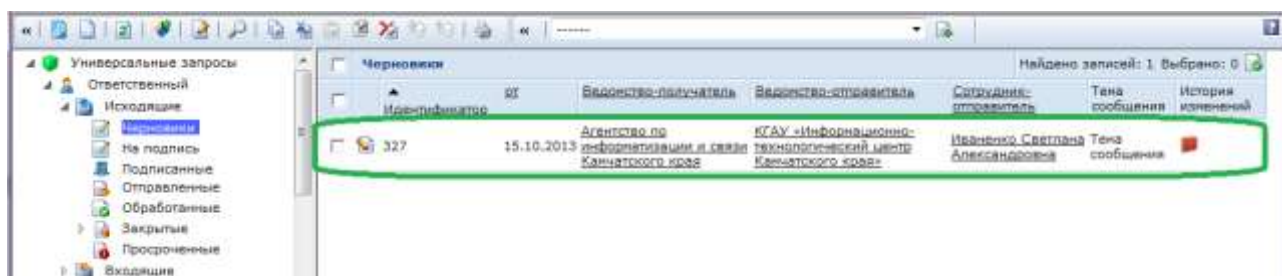 « « -------
Универсальные запросы
Ответственный
Исходящие
Черновики
На подпись
Подписанные
Отправленные
Обработанные
Закрытые
Просроченные
Входящие
Черновики Найдено записей: 1 Выбрано: 0
Идентификатор от Ведомство-получатель Ведомство-отправитель Сотрудник-отправитель Тема сообщения История изменений
327 15.10.2013
Агентство по
информатизации и связи
Камчатского края
КГАУ «Информационно-
технологический центр
Камчатского края»
Иваненко Светлана
Александровна
Тема
сообщения